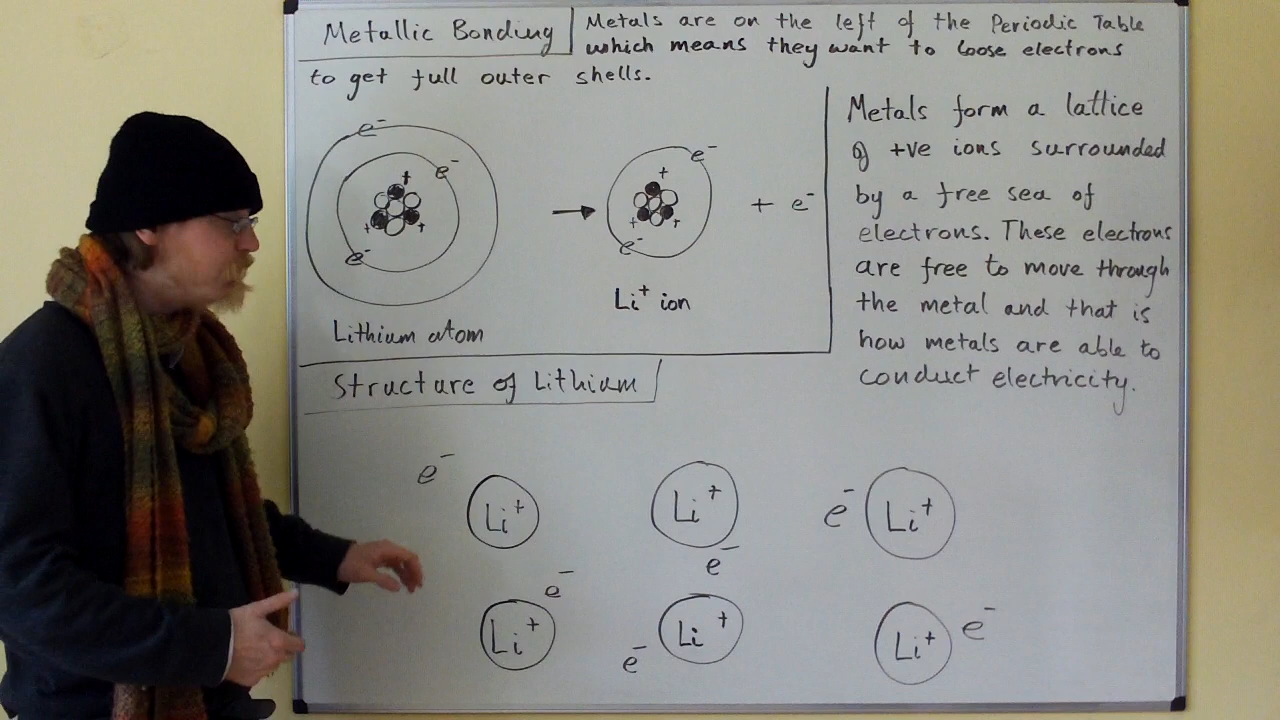 Metallic Bonding
Metals are on the left of the Periodic Table
which means they want to loose electrons
to get full outer shells.
e⁻
e⁻
e⁻
+
+
+
Lithium atom
→
e⁻
e⁻
+
+
+
Li⁺ ion
+ e⁻
Metals form a lattice
of +ve ions surrounded
by a free sea of
electrons. These electrons
are free to move through
the metal and that is
how metals are able to
conduct electricity.
Structure of Lithium
e⁻
Li⁺
Li⁺
e⁻
e⁻
Li⁺
e⁻
Li⁺
e⁻
Li⁺
Li⁺
e⁻